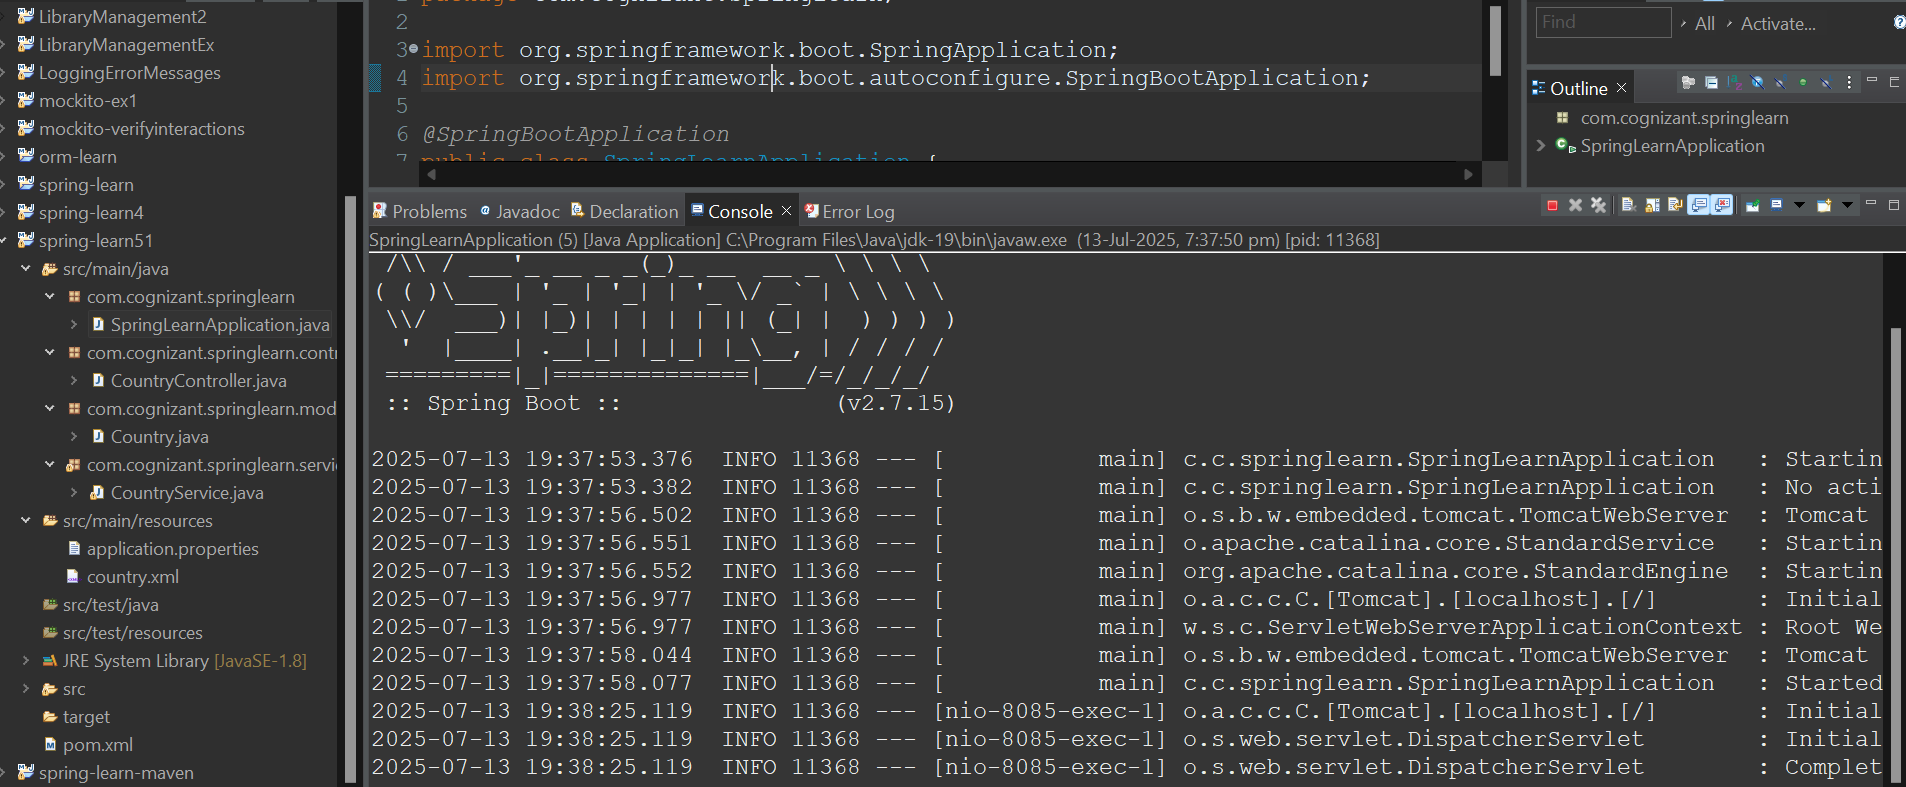 LibraryManagement2
LibraryManagementEx
LoggingErrorMessages
mockito-ex1
mockito-verifyinteractions
orm-learn
spring-learn
spring-learn4
spring-learn51
src/main/java
com.cognizant.springlearn
SpringLearnApplication.java
com.cognizant.springlearn.contr
CountryController.java
com.cognizant.springlearn.mod
Country.java
com.cognizant.springlearn.servi
CountryService.java
src/main/resources
application.properties
country.xml
src/test/java
src/test/resources
JRE System Library [JavaSE-1.8]
src
target
pom.xml
spring-learn-maven
2
3 import org.springframework.boot.SpringApplication;
4 import org.springframework.boot.autoconfigure.SpringBootApplication;
5
6 @SpringBootApplication
7 public class SpringLearnApplication {
Find
All
Activate...
Outline
com.cognizant.springlearn
SpringLearnApplication
Problems Javadoc Declaration Console Error Log
SpringLearnApplication (5) [Java Application] C:\Program Files\Java\jdk-19\bin\javaw.exe (13-Jul-2025, 7:37:50 pm) [pid: 11368]
 /\\ / ___'_ __ _ _(_)_ __  __ _ \ \ \ \
( ( )\___ | '_ | '_| | '_ \/ _` | \ \ \ \
 \\/  ___)| |_)| | | | | || (_| |  ) ) ) )
  '  |____| .__|_| |_|_| |_\__, | / / / /
 =========|_|==============|___/=/_/_/_/
 :: Spring Boot ::                (v2.7.15)
2025-07-13 19:37:53.376  INFO 11368 --- [           main] c.c.springlearn.SpringLearnApplication   : Startin
2025-07-13 19:37:53.382  INFO 11368 --- [           main] c.c.springlearn.SpringLearnApplication   : No acti
2025-07-13 19:37:56.502  INFO 11368 --- [           main] o.s.b.w.embedded.tomcat.TomcatWebServer  : Tomcat
2025-07-13 19:37:56.551  INFO 11368 --- [           main] o.apache.catalina.core.StandardService   : Startin
2025-07-13 19:37:56.552  INFO 11368 --- [           main] org.apache.catalina.core.StandardEngine  : Startin
2025-07-13 19:37:56.977  INFO 11368 --- [           main] o.a.c.c.C.[Tomcat].[localhost].[/]       : Initial
2025-07-13 19:37:56.977  INFO 11368 --- [           main] w.s.c.ServletWebServerApplicationContext : Root We
2025-07-13 19:37:58.044  INFO 11368 --- [           main] o.s.b.w.embedded.tomcat.TomcatWebServer  : Tomcat
2025-07-13 19:37:58.077  INFO 11368 --- [           main] c.c.springlearn.SpringLearnApplication   : Started
2025-07-13 19:38:25.119  INFO 11368 --- [nio-8085-exec-1] o.a.c.c.C.[Tomcat].[localhost].[/]       : Initial
2025-07-13 19:38:25.119  INFO 11368 --- [nio-8085-exec-1] o.s.web.servlet.DispatcherServlet        : Initial
2025-07-13 19:38:25.119  INFO 11368 --- [nio-8085-exec-1] o.s.web.servlet.DispatcherServlet        : Complet